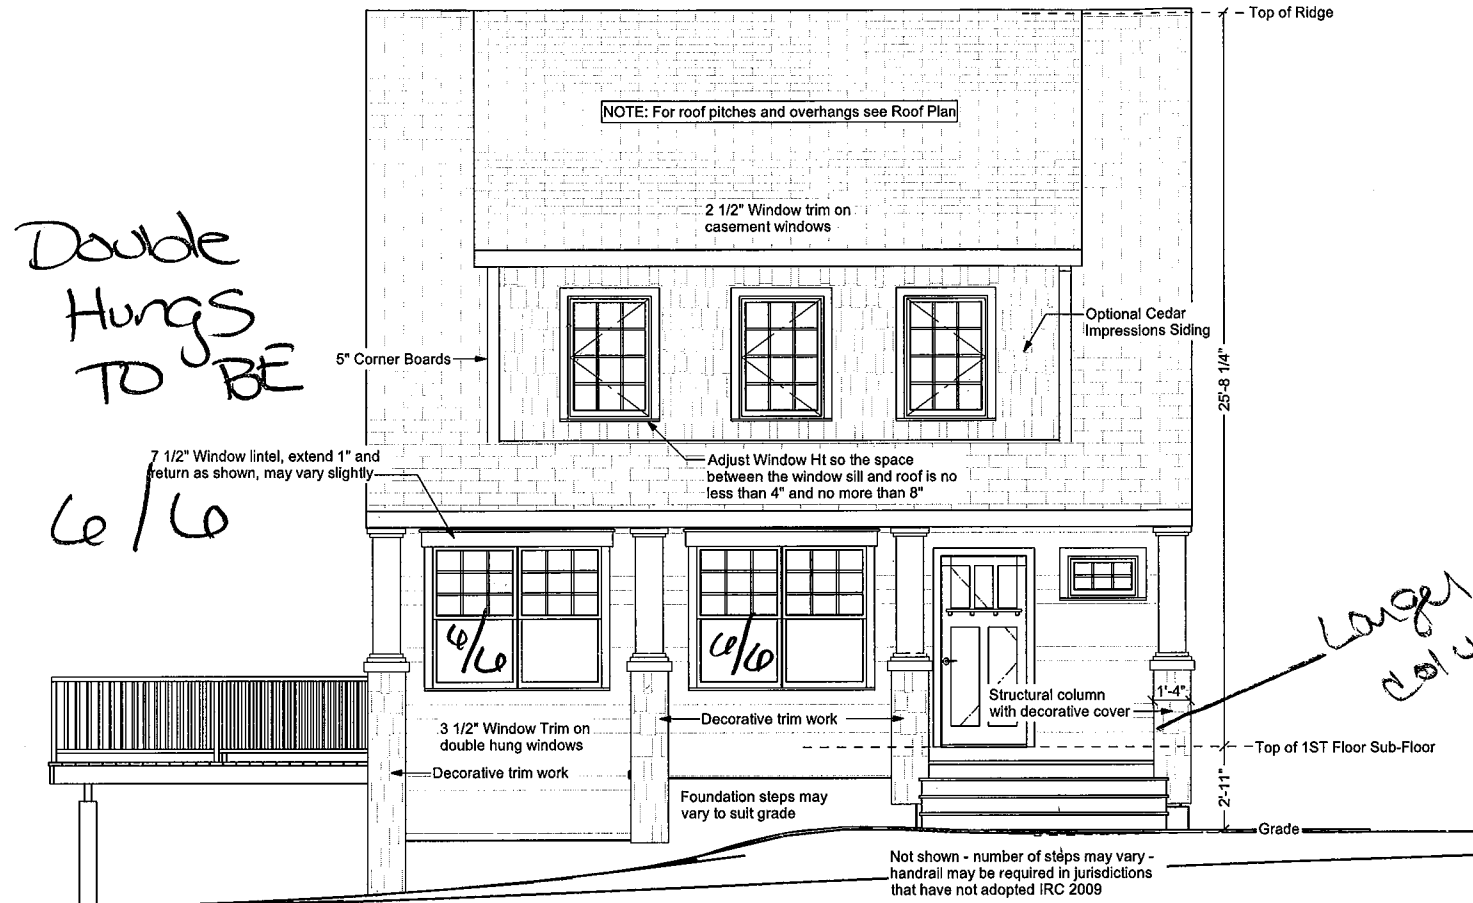 Top of Ridge
NOTE: For roof pitches and overhangs see Roof Plan
2 1/2" Window trim on
casement windows
Double
Hungs
TO BE
6/6
Optional Cedar
Impressions Siding
5" Corner Boards
25'-8 1/4"
7 1/2" Window lintel, extend 1" and
return as shown, may vary slightly
Adjust Window Ht so the space
between the window sill and roof is no
less than 4" and no more than 8"
6/6
6/6
Larger
Structural column
with decorative cover
1'-4"
Decorative trim work
3 1/2" Window Trim on
double hung windows
Top of 1ST Floor Sub-Floor
Decorative trim work
2'-11"
Foundation steps may
vary to suit grade
Grade
Not shown - number of steps may vary -
handrail may be required in jurisdictions
that have not adopted IRC 2009